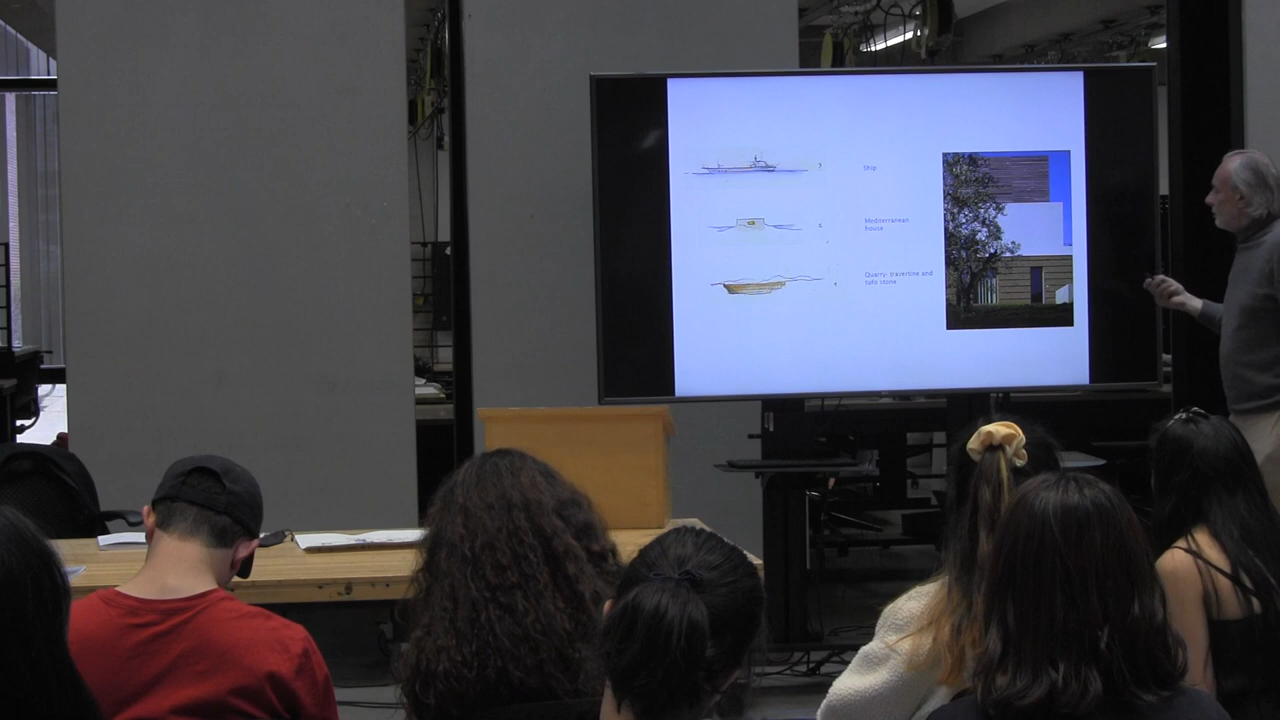 Ship
Mediterranean
house
Quarry- travertine and
tufo stone